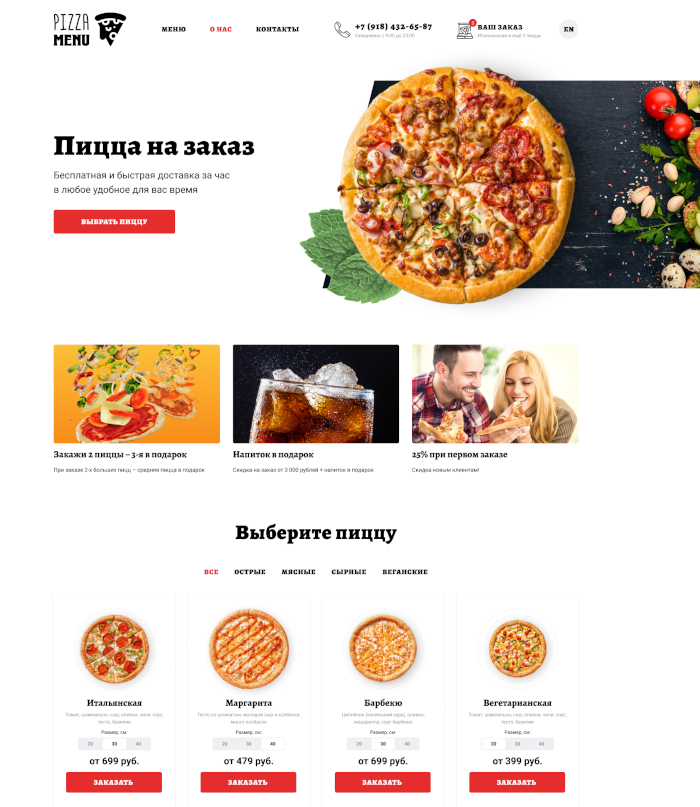 PIZZA
MENU
МЕНЮ
О НАС
КОНТАКТЫ
+7 (918) 432-65-87
Ежедневно с 9:00 до 23:00
3
ВАШ ЗАКАЗ
Итальянская и ещё 2 пиццы
EN
Пицца на заказ
Бесплатная и быстрая доставка за час
в любое удобное для вас время
ВЫБРАТЬ ПИЦЦУ
Закажи 2 пиццы – 3-я в подарок
При заказе 2-х больших пицц – средняя пицца в подарок
Напиток в подарок
Скидка на заказ от 3 000 рублей + напиток в подарок
25% при первом заказе
Скидка новым клиентам!
Выберите пиццу
ВСЕ
ОСТРЫЕ
МЯСНЫЕ
СЫРНЫЕ
ВЕГАНСКИЕ
Итальянская
Томат, шампиньон, сыр, оливки, чили, соус,
тесто, базилик
Размер, см:
20 30 40
от 699 руб.
ЗАКАЗАТЬ
Маргарита
Тесто со шпинатом, молодой сыр и колбаски,
много колбасок
Размер, см:
20 30 40
от 479 руб.
ЗАКАЗАТЬ
Барбекю
Цыплёнок (маленький кура), оливки,
моцарелла, соус барбекю
Размер, см:
20 30 40
от 699 руб.
ЗАКАЗАТЬ
Вегетарианская
Томат, шампиньон, сыр, оливки, чили, соус,
тесто, базилик
Размер, см:
20 30 40
от 399 руб.
ЗАКАЗАТЬ